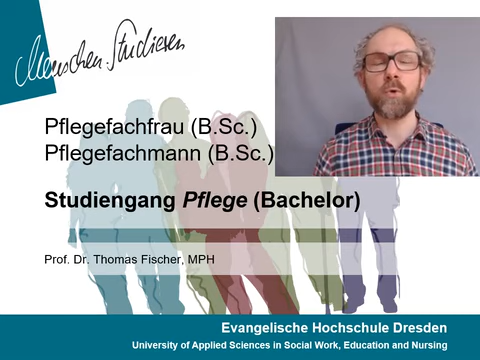 Menschen.Studieren
Pflegefachfrau (B.Sc.)
Pflegefachmann (B.Sc.)
Studiengang Pflege (Bachelor)
Prof. Dr. Thomas Fischer, MPH
Evangelische Hochschule Dresden
University of Applied Sciences in Social Work, Education and Nursing